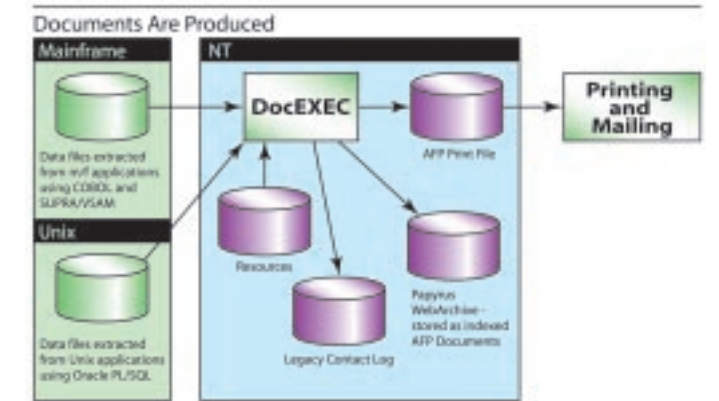 Documents Are Produced
Mainframe
Data files extracted
from m/f applications
using COBOL and
SUPRA/VSAM
Unix
Data files extracted
from Unix applications
using Oracle PL/SQL
NT
DocEXEC
AFP Print File
Resources
Legacy Contact Log
Papyrus
WebArchive--
stored as indexed
AFP Documents
Printing
and
Mailing